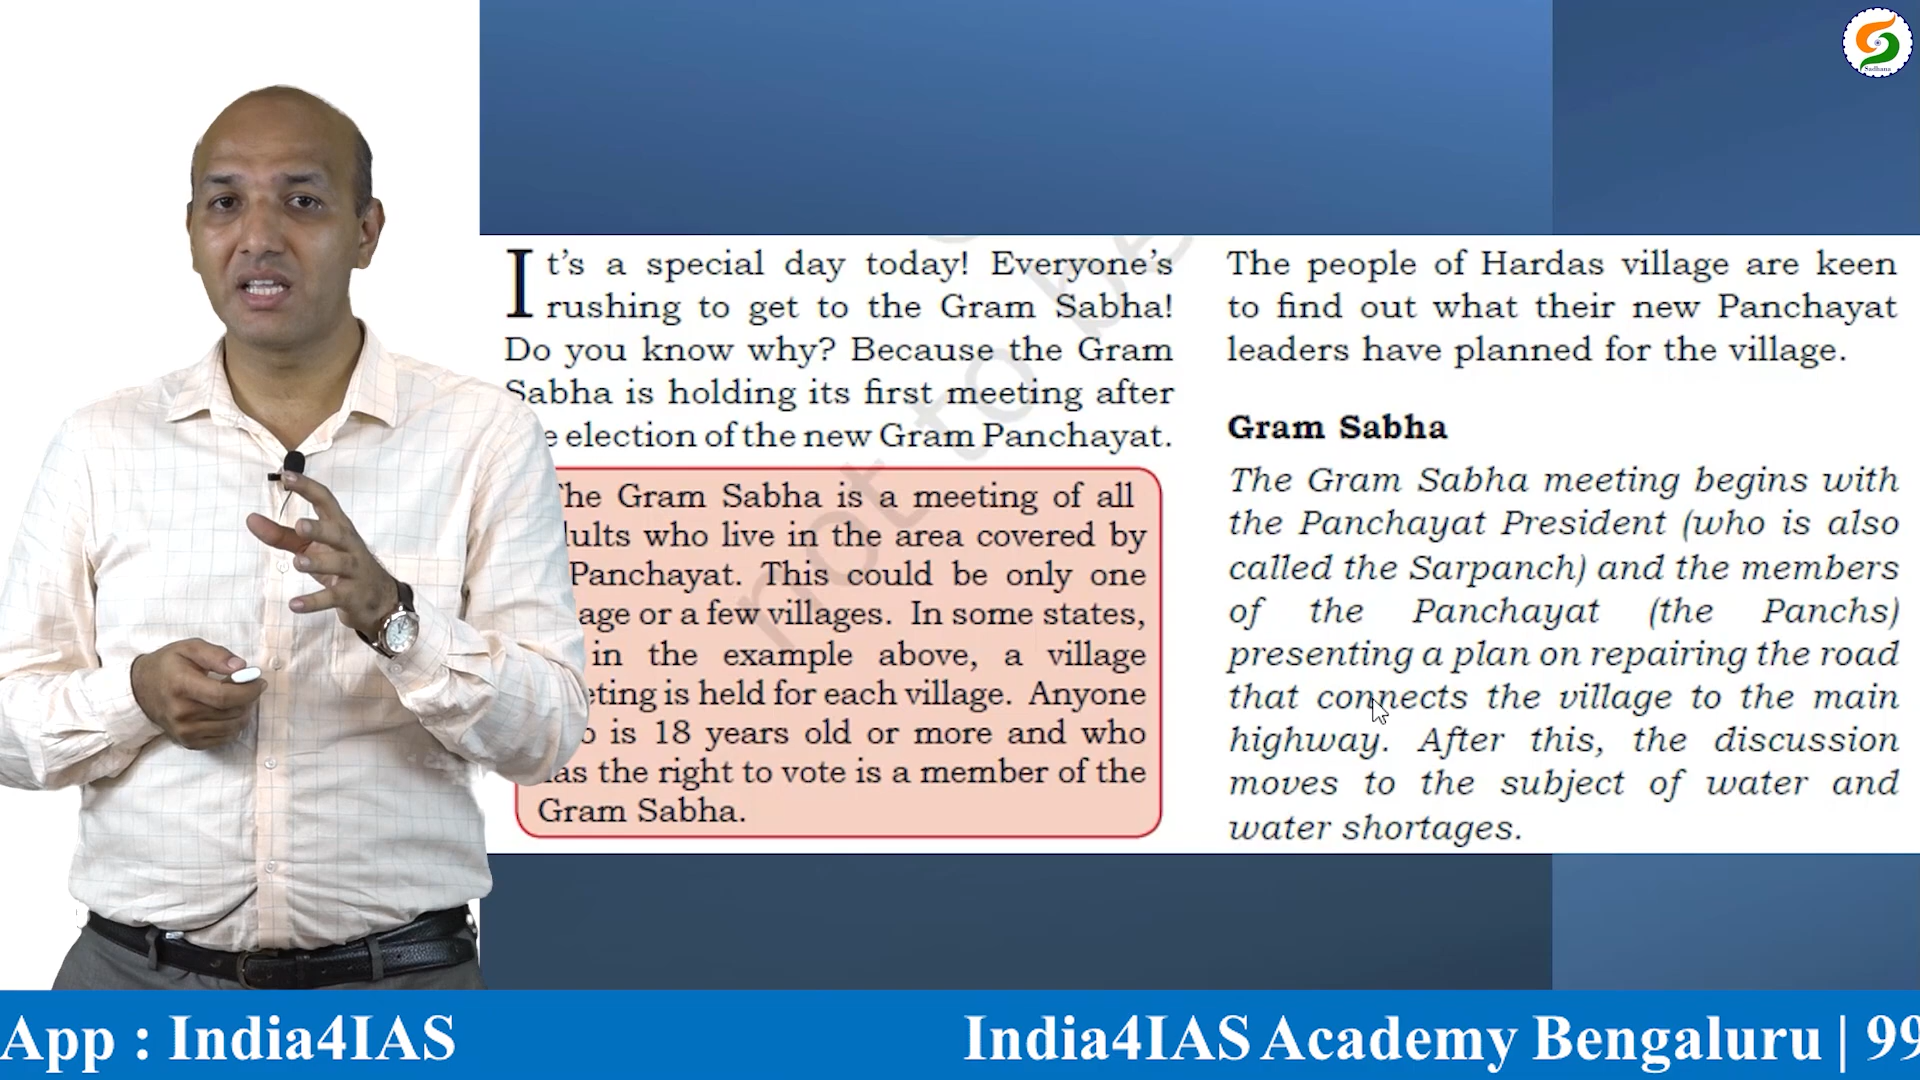 Sadhana
It's a special day today! Everyone's
rushing to get to the Gram Sabha!
Do you know why? Because the Gram
Sabha is holding its first meeting after
election of the new Gram Panchayat.
The Gram Sabha is a meeting of all
who live in the area covered by
Panchayat. This could be only one
or a few villages. In some states,
in the example above, a village
is held for each village. Anyone
is 18 years old or more and who
has the right to vote is a member of the
Gram Sabha.
not to be
The people of Hardas village are keen
to find out what their new Panchayat
leaders have planned for the village.
Gram Sabha
The Gram Sabha meeting begins with
the Panchayat President (who is also
called the Sarpanch) and the members
of the Panchayat (the Panchs)
presenting a plan on repairing the road
that connects the village to the main
highway. After this, the discussion
moves to the subject of water and
water shortages.
App : India4IAS
India4IAS Academy Bengaluru | 99